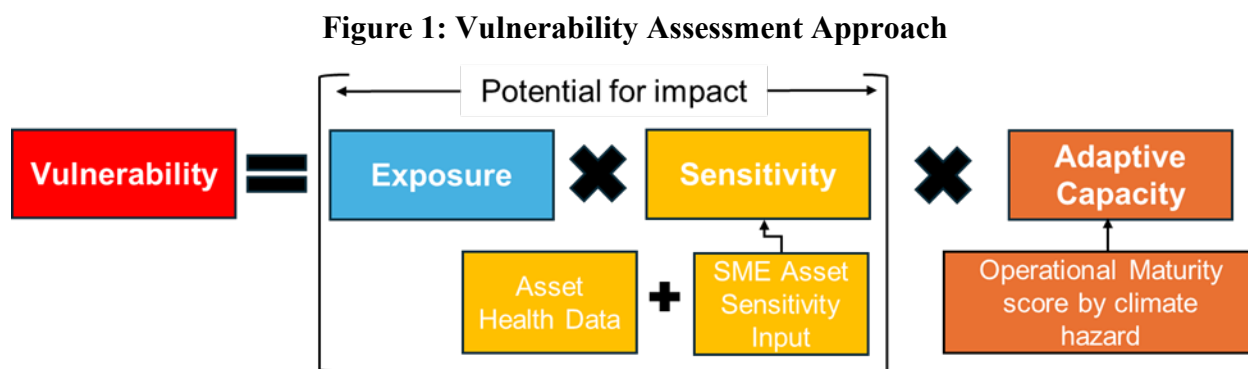 Figure 1: Vulnerability Assessment Approach
Potential for impact
Vulnerability = Exposure × Sensitivity × Adaptive
Capacity
Asset
Health Data
+
SME Asset
Sensitivity
Input
Operational Maturity
score by climate
hazard